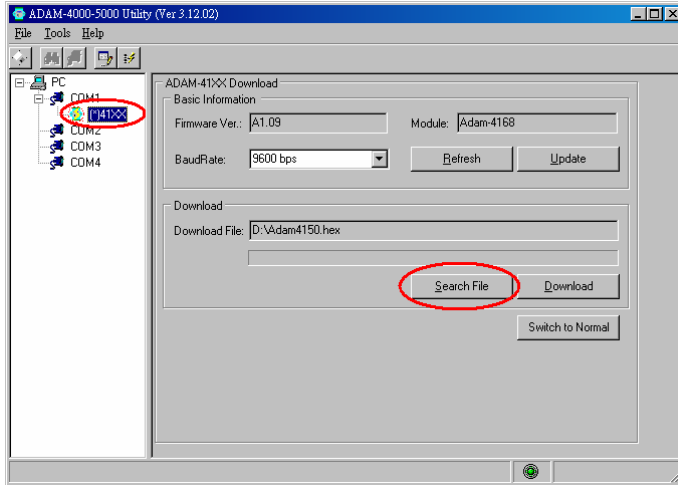 ADAM-4000-5000 Utility (Ver 3.12.02)
File Tools Help
PC
COM1
(*)41XX
COM2
COM3
COM4
ADAM-41XX Download
Basic Information
Firmware Ver.: A1.09 Module: Adam-4168
BaudRate: 9600 bps Refresh Update
Download
Download File: D:\Adam4150.hex
Search File Download
Switch to Normal